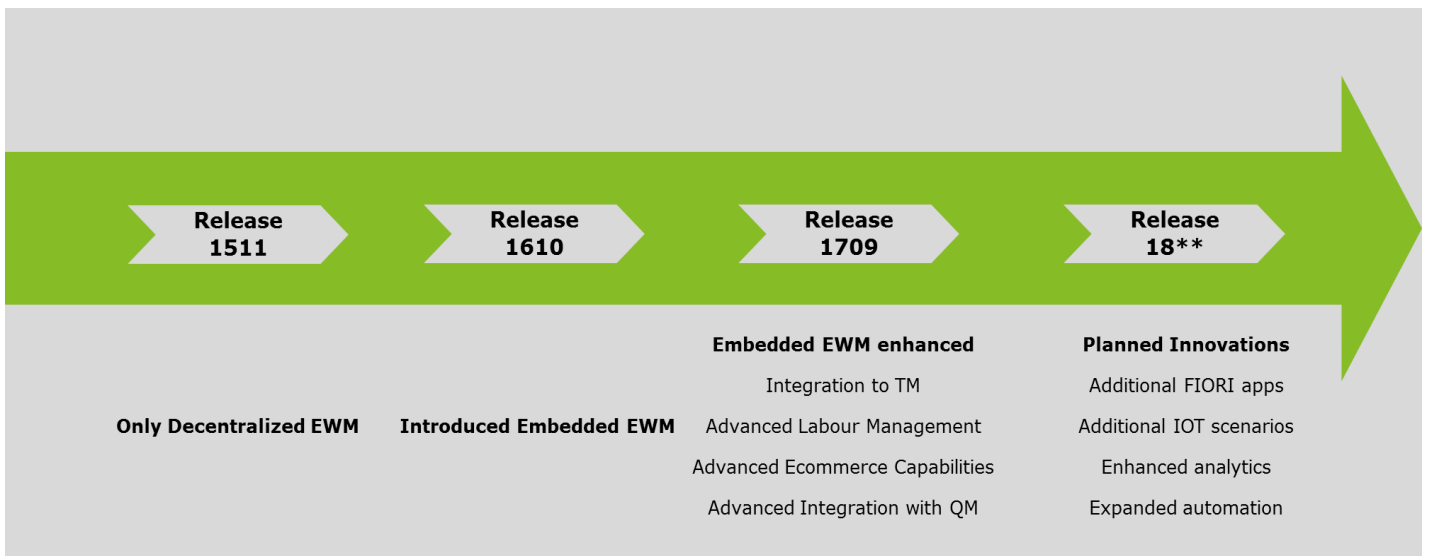 Release
1511
Release
1610
Release
1709
Release
18**
Only Decentralized EWM
Introduced Embedded EWM
Embedded EWM enhanced
Integration to TM
Advanced Labour Management
Advanced Ecommerce Capabilities
Advanced Integration with QM
Planned Innovations
Additional FIORI apps
Additional IOT scenarios
Enhanced analytics
Expanded automation